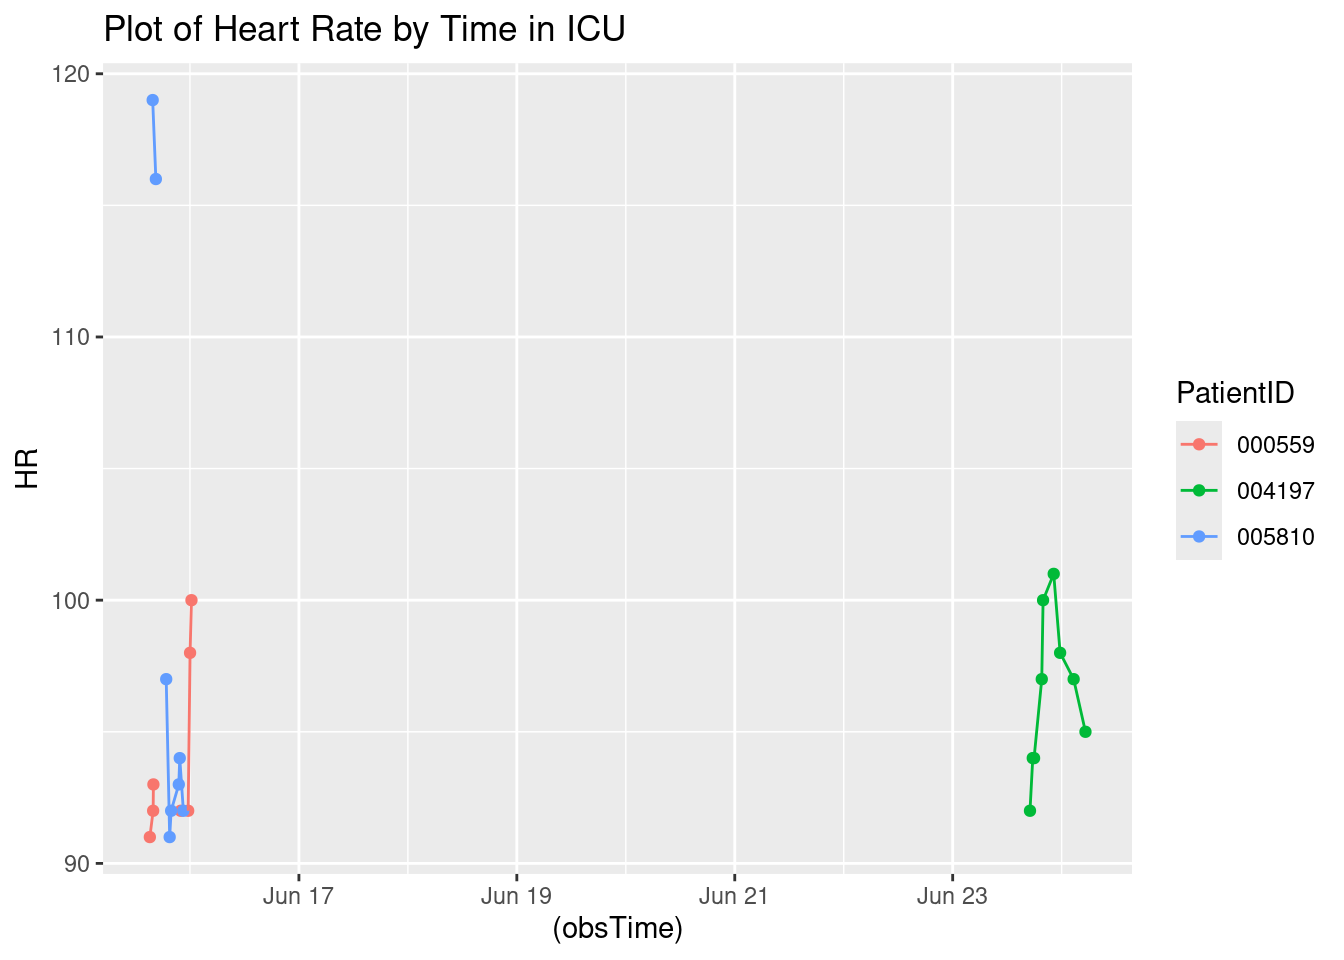 Plot of Heart Rate by Time in ICU
120
110
100
90
HR
Jun 17
Jun 19
Jun 21
Jun 23
(obsTime)
PatientID
000559
004197
005810